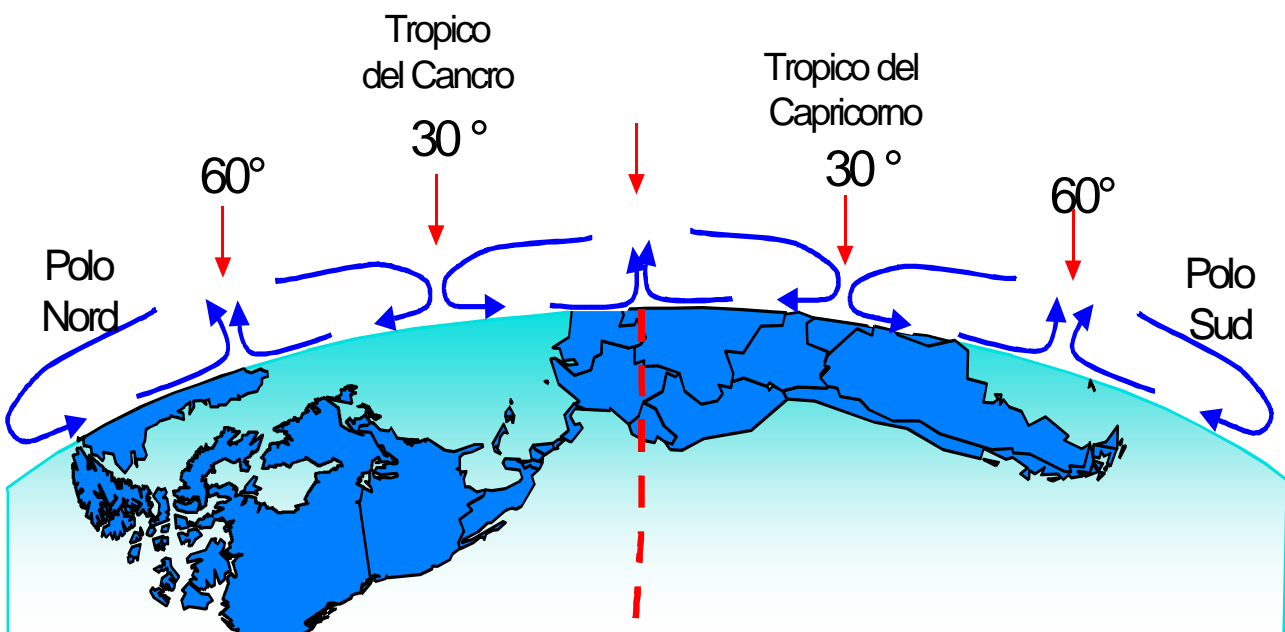 Tropico
del Cancro
30 °
Tropico del
Capricorno
30 °
60°
60°
Polo
Nord
Polo
Sud